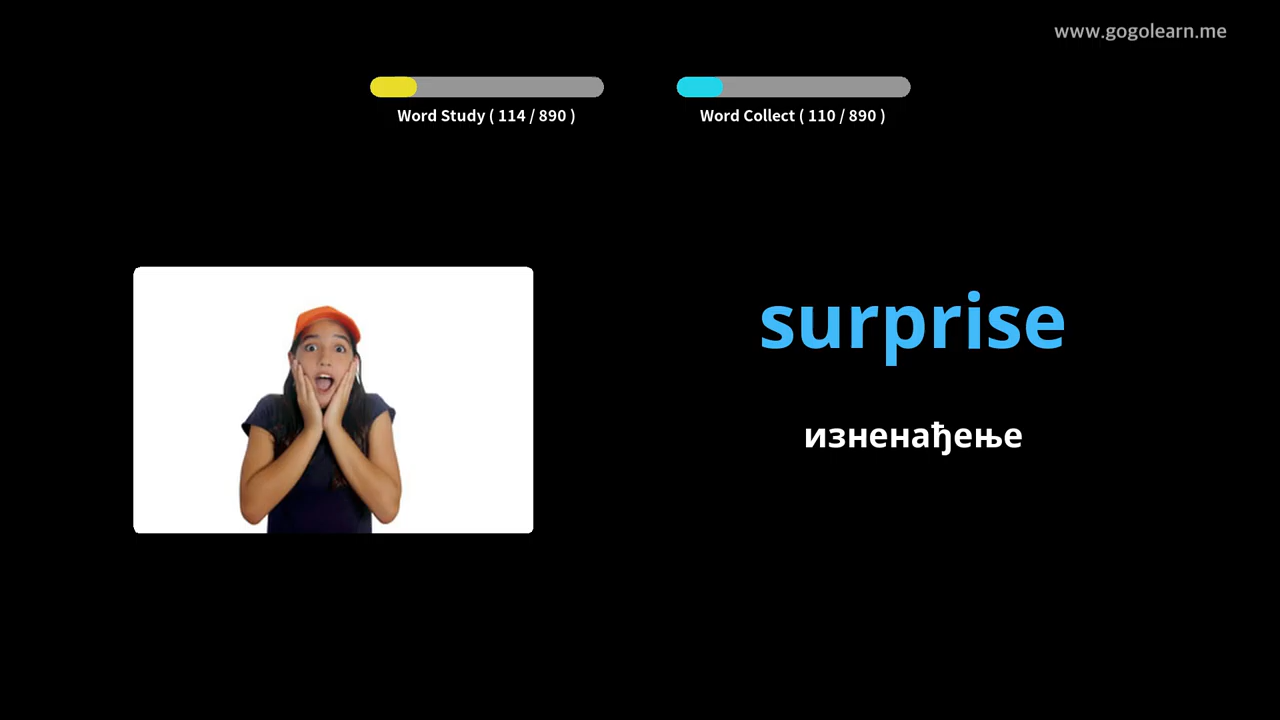 www.gogolearn.me
Word Study ( 114 / 890 )
Word Collect ( 110 / 890 )
surprise
изненађење